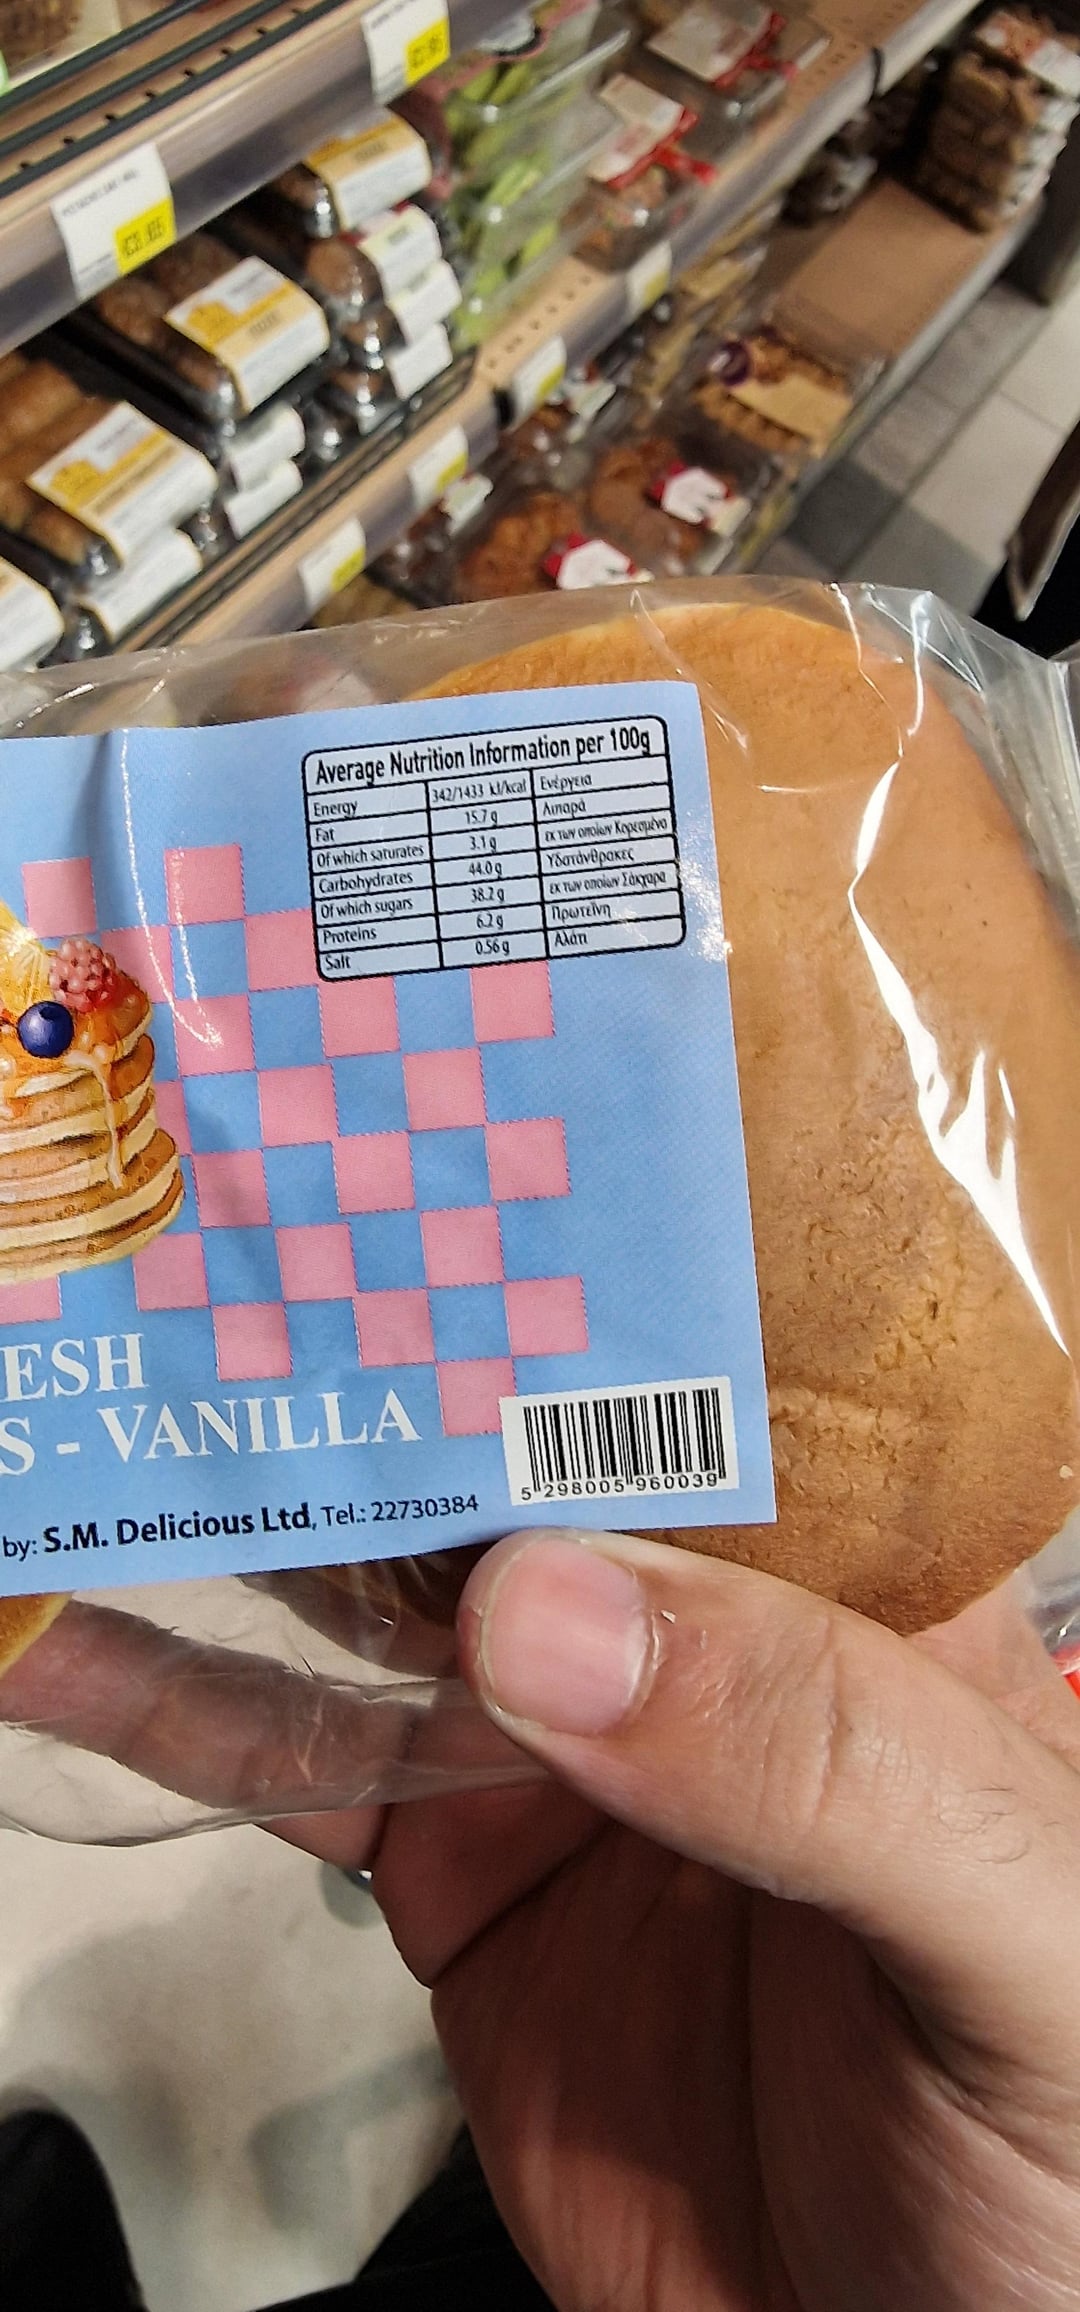 Average Nutrition Information per 100g
Energy 342/1433 kJ/kcal Ενέργεια
Fat 15.7 g Λιπαρά
Of which saturates 3.1 g εκ των οποίων Κορεσμένα
Carbohydrates 44.0 g Υδατάνθρακες
Of which sugars 38.2 g εκ των οποίων Σάκχαρα
Proteins 6.2 g Πρωτεΐνη
Salt 0.56 g Αλάτι
ESH
S - VANILLA
by: S.M. Delicious Ltd, Tel.: 22730384
5 298005 960039